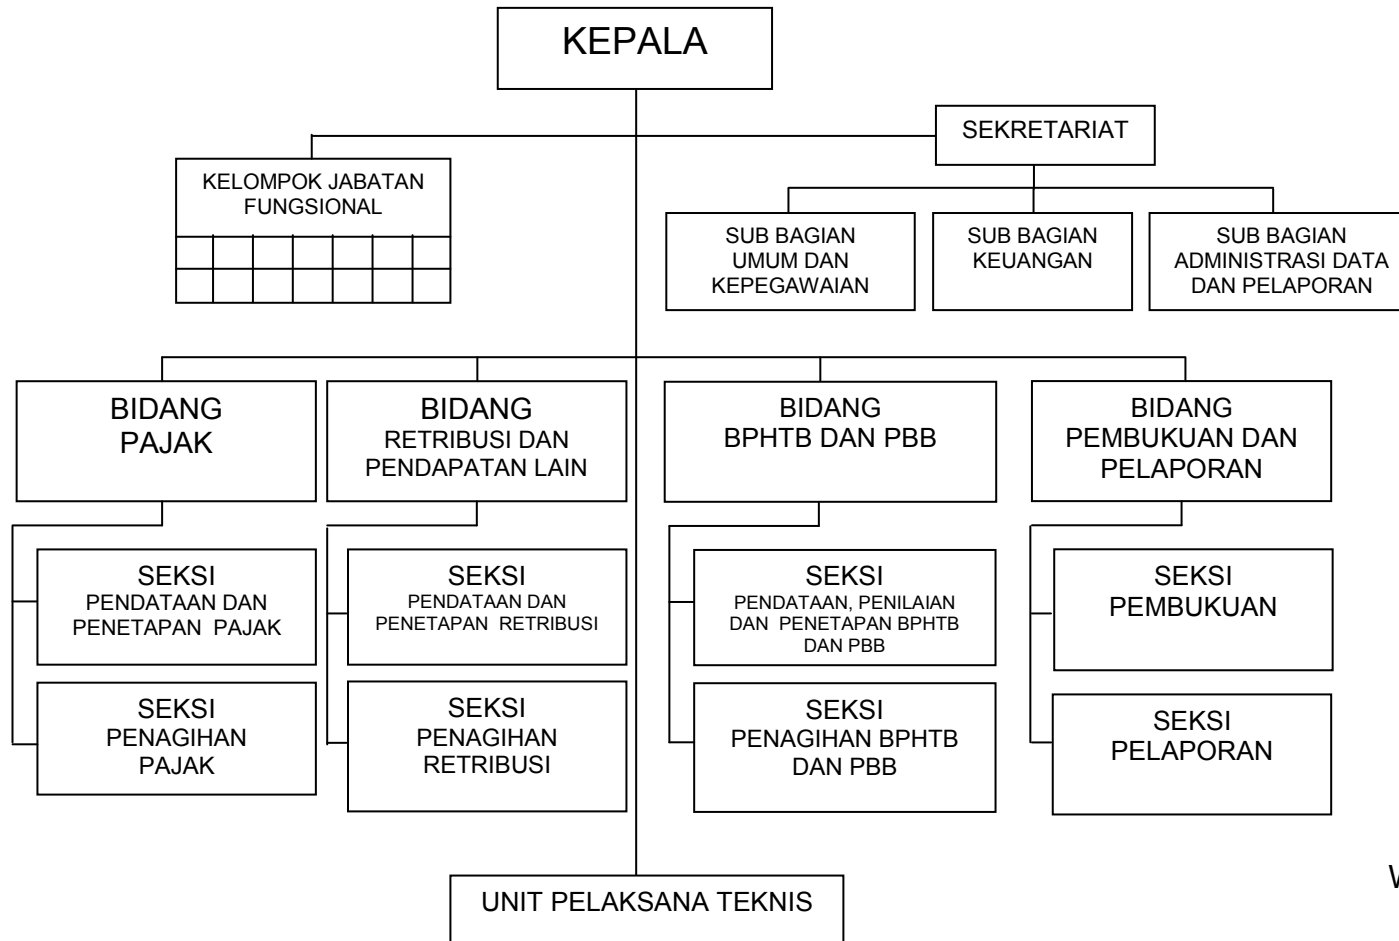 KEPALA
SEKRETARIAT
KELOMPOK JABATAN
FUNGSIONAL
SUB BAGIAN
UMUM DAN
KEPEGAWAIAN
SUB BAGIAN
KEUANGAN
SUB BAGIAN
ADMINISTRASI DATA
DAN PELAPORAN
BIDANG
PAJAK
BIDANG
RETRIBUSI DAN
PENDAPATAN LAIN
BIDANG
BPHTB DAN PBB
BIDANG
PEMBUKUAN DAN
PELAPORAN
SEKSI
PENDATAAN DAN
PENETAPAN PAJAK
SEKSI
PENDATAAN DAN
PENETAPAN RETRIBUSI
SEKSI
PENDATAAN, PENILAIAN
DAN PENETAPAN BPHTB
DAN PBB
SEKSI
PEMBUKUAN
SEKSI
PENAGIHAN
PAJAK
SEKSI
PENAGIHAN
RETRIBUSI
SEKSI
PENAGIHAN BPHTB
DAN PBB
SEKSI
PELAPORAN
UNIT PELAKSANA TEKNIS